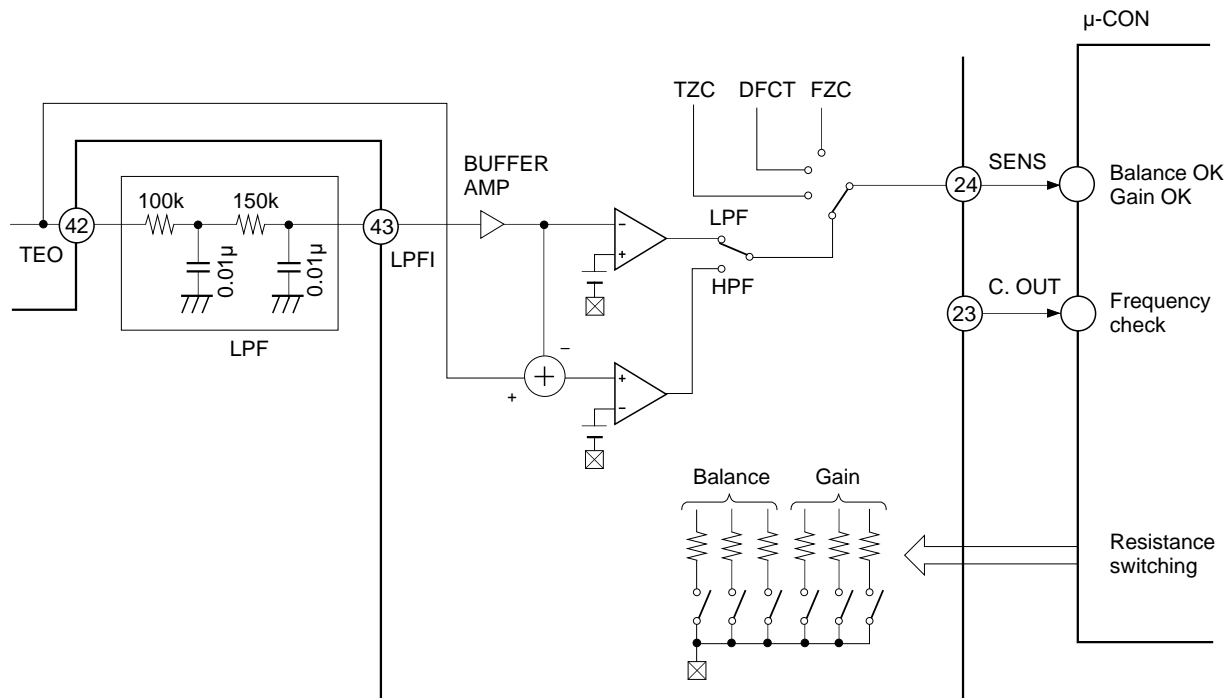 μ-CON
TZC DFCT FZC
BUFFER
AMP
SENS
24
Balance OK
Gain OK
100k 150k
42
43
TEO
LPFI
0.01μ 0.01μ
LPF
LPF
HPF
−
+
C. OUT
23
Frequency
check
−
+
+
+
−
Balance Gain
Resistance
switching